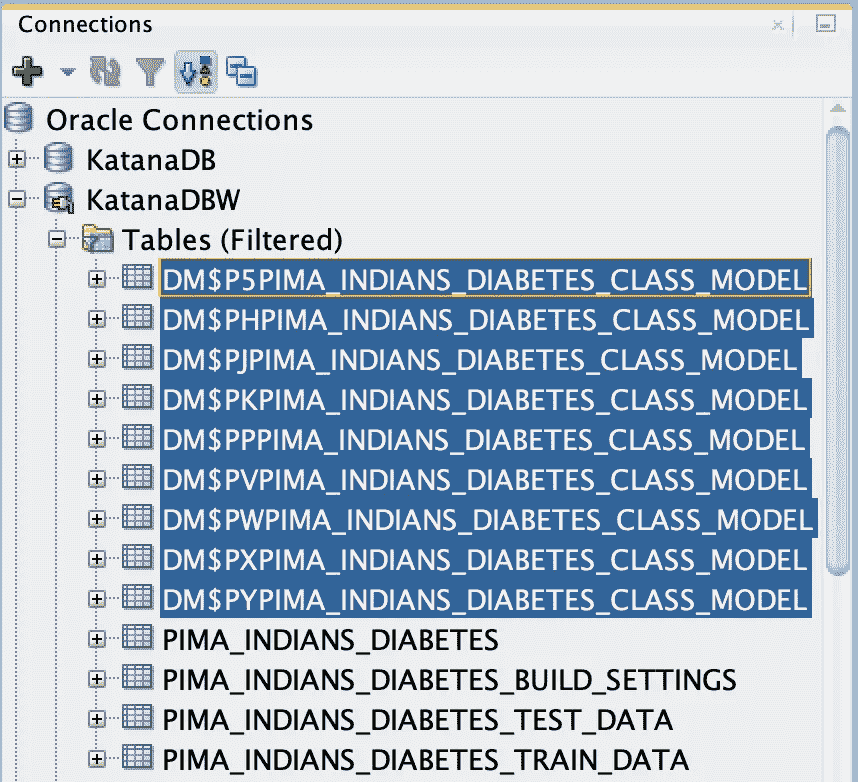 Connections
Oracle Connections
KatanaDB
KatanaDBW
Tables (Filtered)
DM$P5PIMA_INDIANS_DIABETES_CLASS_MODEL
DM$PHPIMA_INDIANS_DIABETES_CLASS_MODEL
DM$PJPIMA_INDIANS_DIABETES_CLASS_MODEL
DM$PKPIMA_INDIANS_DIABETES_CLASS_MODEL
DM$PPPIMA_INDIANS_DIABETES_CLASS_MODEL
DM$PVPIMA_INDIANS_DIABETES_CLASS_MODEL
DM$PWPIMA_INDIANS_DIABETES_CLASS_MODEL
DM$PXPIMA_INDIANS_DIABETES_CLASS_MODEL
DM$PYPIMA_INDIANS_DIABETES_CLASS_MODEL
PIMA_INDIANS_DIABETES
PIMA_INDIANS_DIABETES_BUILD_SETTINGS
PIMA_INDIANS_DIABETES_TEST_DATA
PIMA_INDIANS_DIABETES_TRAIN_DATA